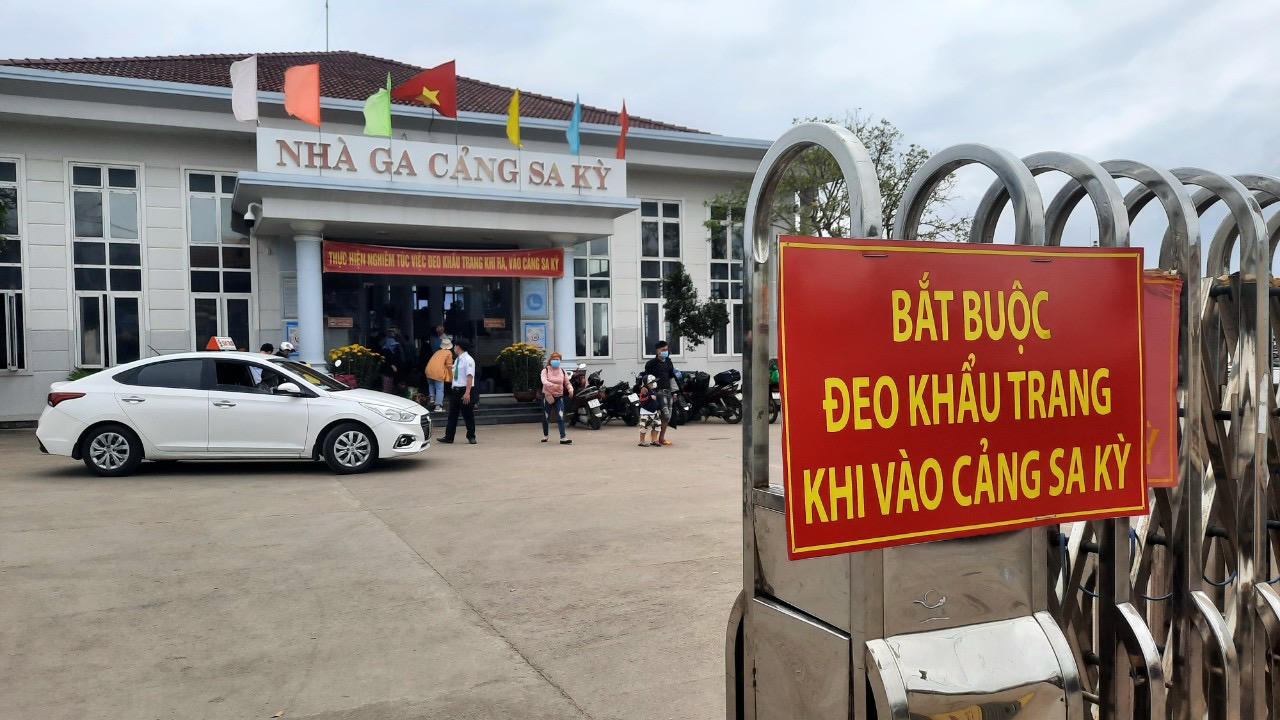 NHÀ GA CẢNG SA KỲ
THỰC HIỆN NGHIÊM TÚC VIỆC ĐEO KHẨU TRANG KHI RA, VÀO CẢNG SA KỲ
BẮT BUỘC
ĐEO KHẨU TRANG
KHI VÀO CẢNG SA KỲ